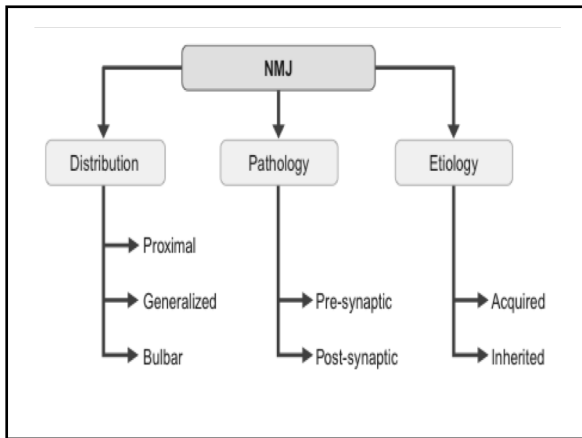 NMJ
Distribution Pathology Etiology
Proximal
Generalized Pre-synaptic Acquired
Bulbar Post-synaptic Inherited